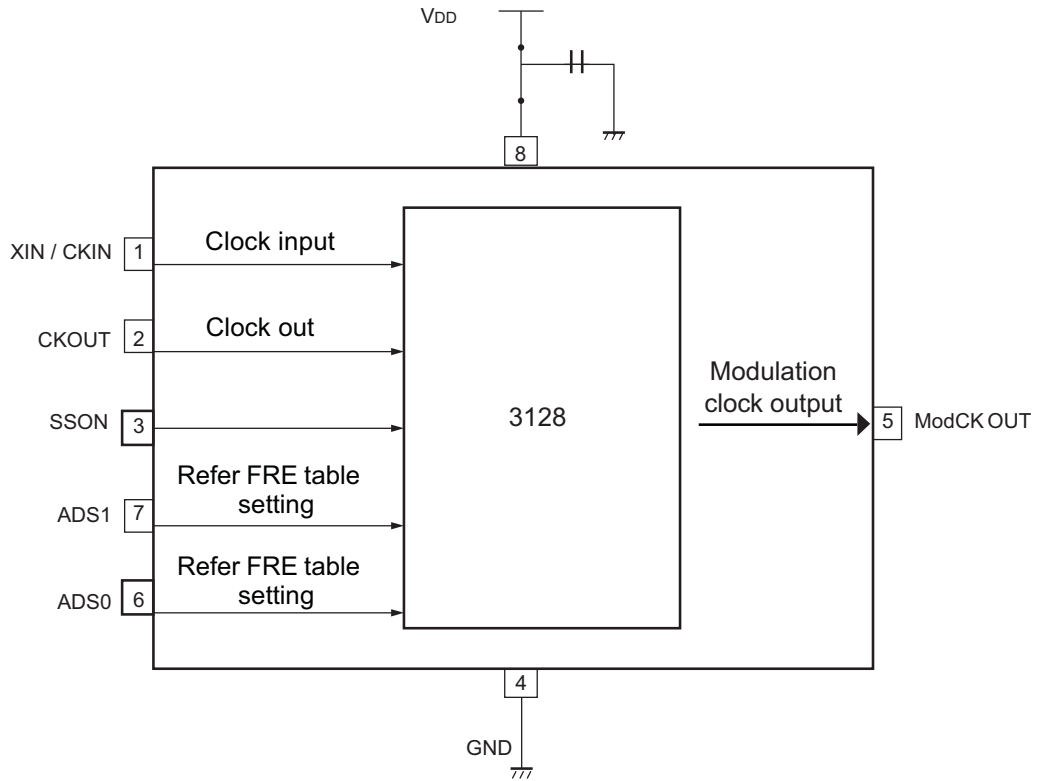 VDD
8
XIN / CKIN
1
Clock input
CKOUT
2
Clock out
SSON
3
3128
Modulation
clock output
5
ModCK OUT
ADS1
7
Refer FRE table
setting
ADS0
6
Refer FRE table
setting
4
GND